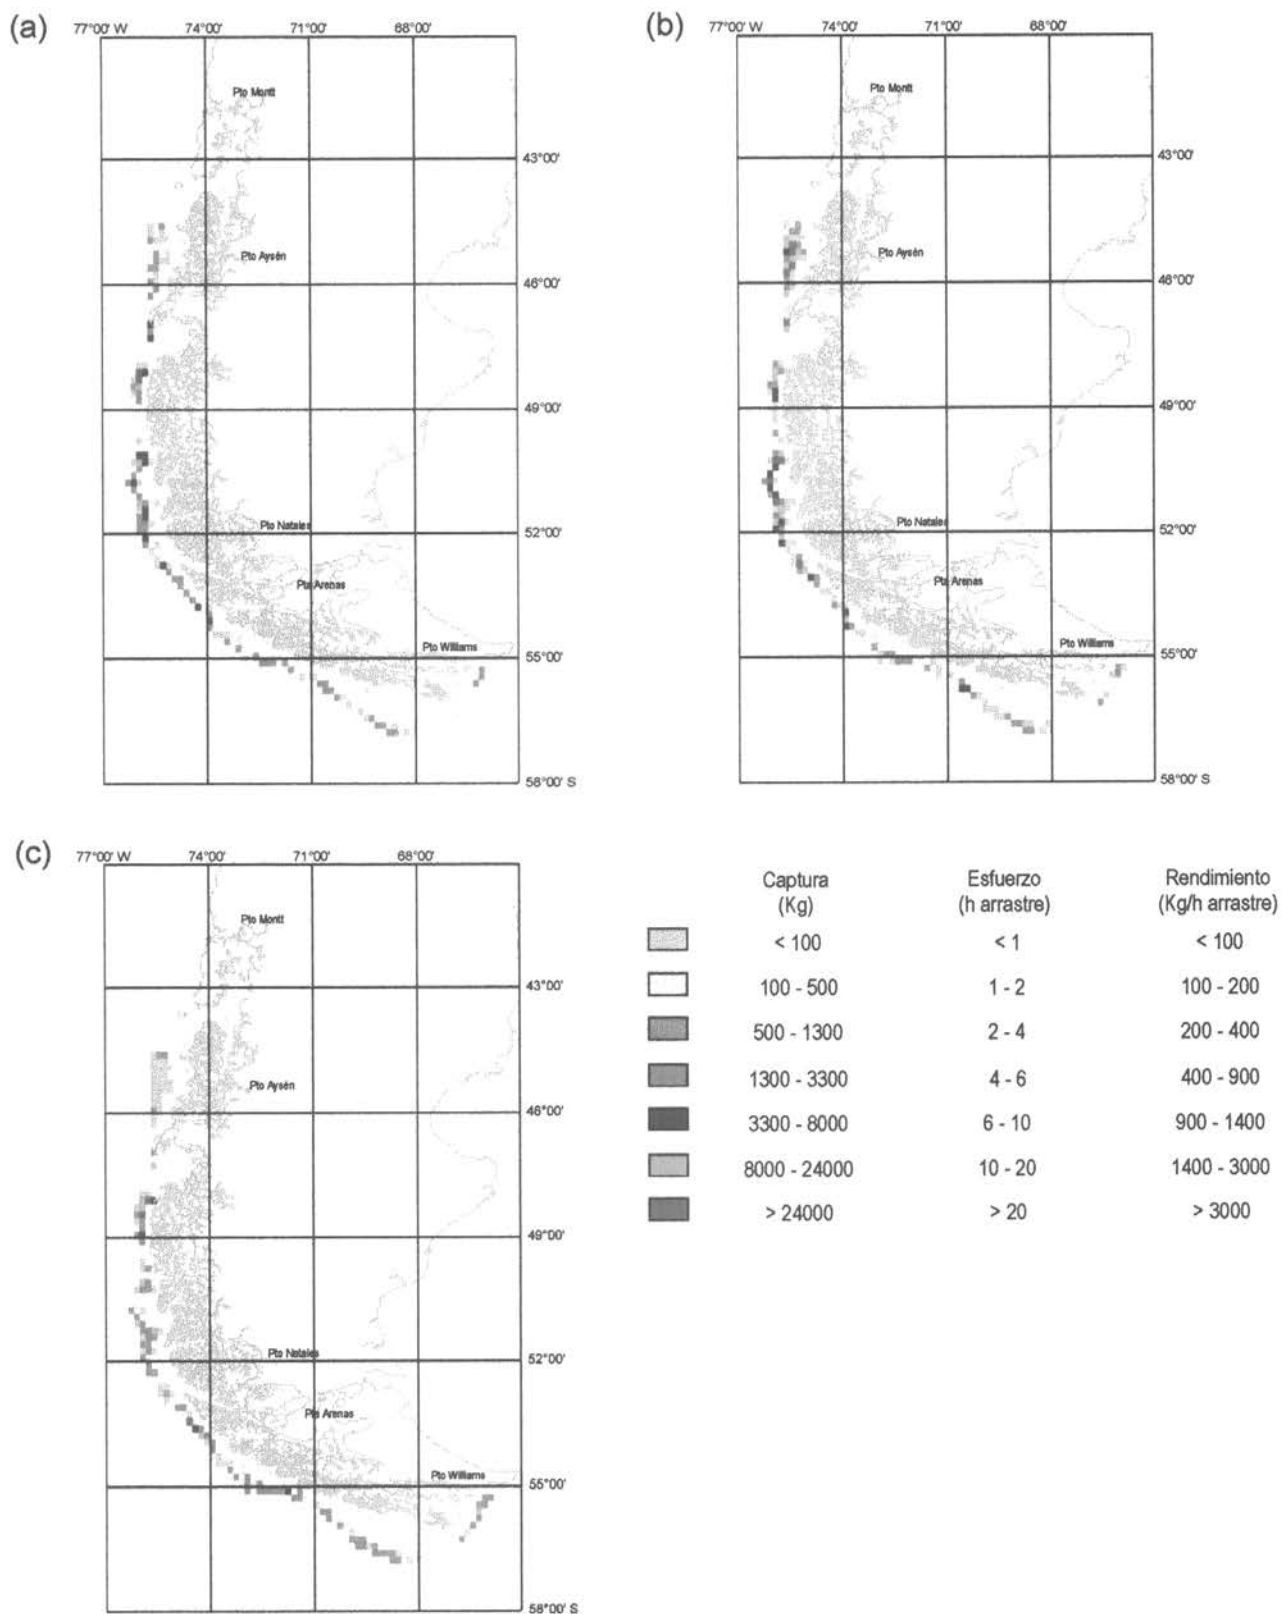 (a)
77°00' W 74°00' 71°00' 68°00'
Pto Montt
43°00'
Pto Aysén
46°00'
49°00'
Pto Natales
52°00'
Pta Arenas
Pto Williams
55°00'
58°00' S
(b)
77°00' W 74°00' 71°00' 68°00'
Pto Montt
43°00'
Pto Aysén
46°00'
49°00'
Pto Natales
52°00'
Pta Arenas
Pto Williams
55°00'
58°00' S
(c)
77°00' W 74°00' 71°00' 68°00'
Pto Montt
43°00'
Pto Aysén
46°00'
49°00'
Pto Natales
52°00'
Pta Arenas
Pto Williams
55°00'
58°00' S
Captura Esfuerzo Rendimiento
(Kg) (h arrastre) (Kg/h arrastre)
< 100 < 1 < 100
100 - 500 1 - 2 100 - 200
500 - 1300 2 - 4 200 - 400
1300 - 3300 4 - 6 400 - 900
3300 - 8000 6 - 10 900 - 1400
8000 - 24000 10 - 20 1400 - 3000
> 24000 > 20 > 3000